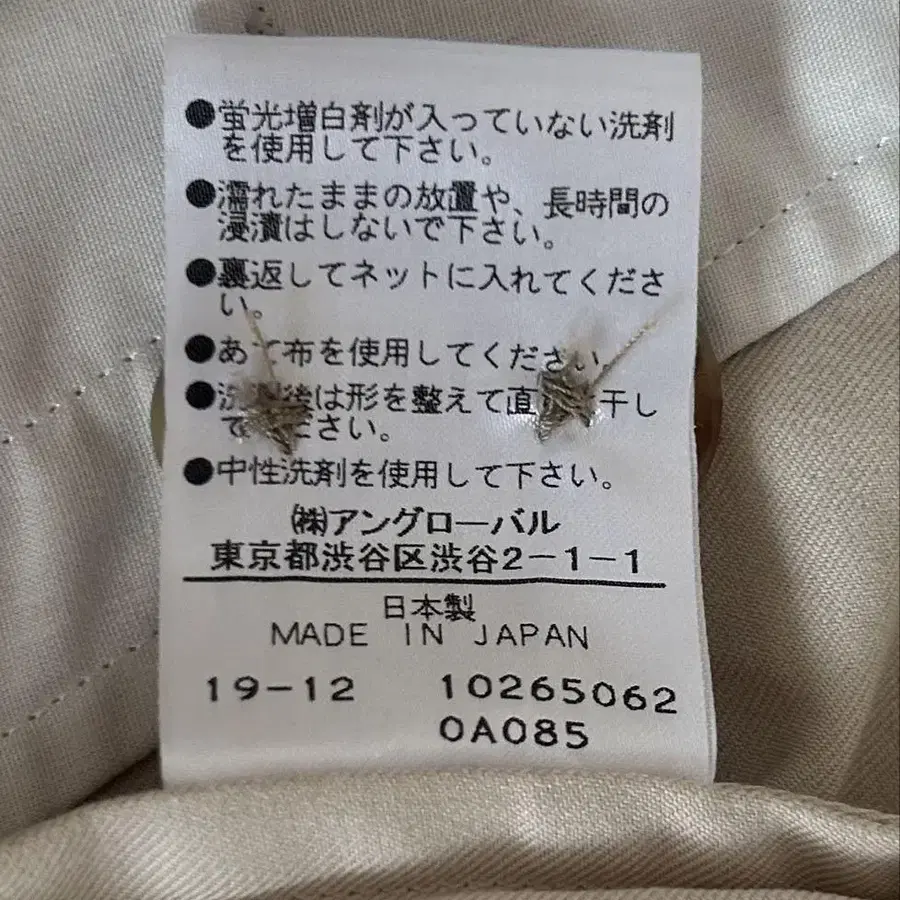 ●蛍光増白剤が入っていない洗剤
を使用して下さい。
●濡れたままの放置や、長時間の
浸漬はしないで下さい。
●裏返してネットに入れてくださ
い。
●あて布を使用してください。
●洗 後は形を整えて直 干し
て ださい。
●中性洗剤を使用して下さい。
㈱アングローバル
東京都渋谷区渋谷2-1-1
日本製
MADE IN JAPAN
19-12 10265062
0A085